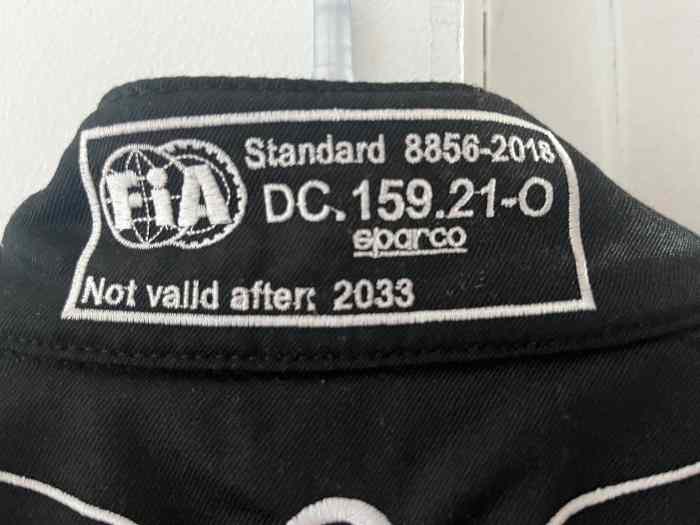 FIA
Standard 8856-2018
DC.159.21-O
sparco
Not valid after: 2033